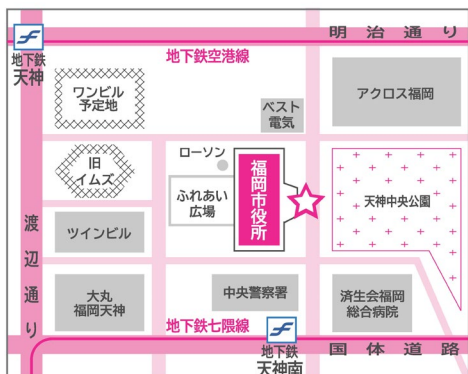 明治通り
地下鉄空港線
地下鉄
天神
ワンビル
予定地
ベスト
電気
アクロス福岡
旧
イムズ
ローソン
ふれあい
広場
福岡市役所
天神中央公園
渡辺通り
ツインビル
大丸
福岡天神
中央警察署
済生会福岡
総合病院
地下鉄七隈線
地下鉄
天神南
国体道路